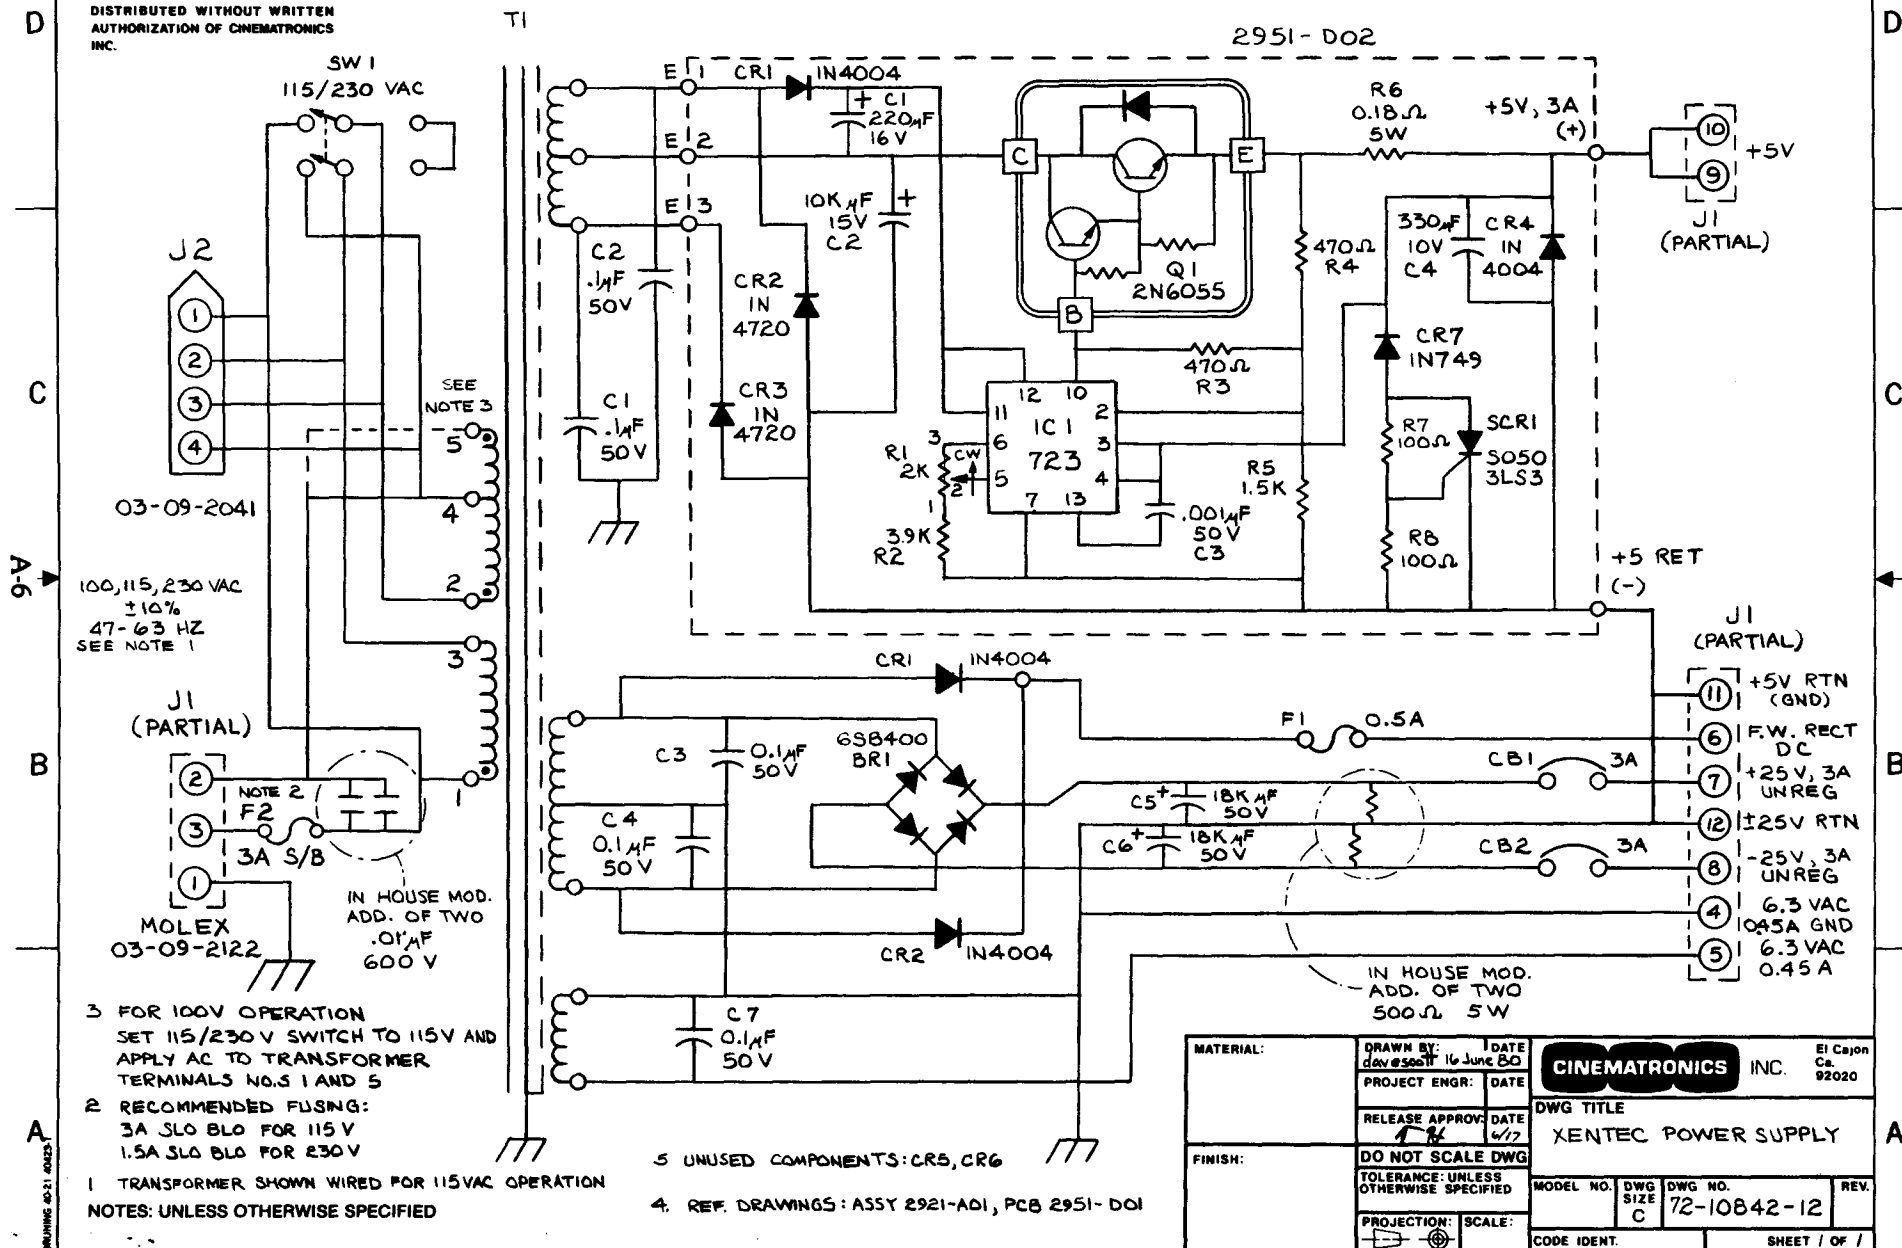 D
DISTRIBUTED WITHOUT WRITTEN
AUTHORIZATION OF CINEMATRONICS
INC.
T1
D
2951-D02
SW 1
115/230 VAC
E 1
CR1
IN4004
+ C1
220µF
16V
E 2
E 3
10KµF
15V
C2
+
C
E
B
Q1
2N6055
R6
0.18Ω
5W
+5V, 3A
(+)
10
9
+5V
J1
(PARTIAL)
470Ω
R4
330µF
10V
C4
CR4
IN
4004
J2
1
2
3
4
03-09-2041
C2
.1µF
50V
C1
.1µF
50V
CR2
IN
4720
CR3
IN
4720
CR7
IN749
470Ω
R3
C
C
SEE
NOTE 3
5
4
2
3
1
12
10
11
2
6
IC 1
3
723
5
4
7
13
3
R1
2K
CW
2
1
3.9K
R2
R5
1.5K
.001µF
50V
C3
R7
100Ω
SCR1
S050
3LS3
R8
100Ω
+5 RET
(-)
A-6
100,115,230 VAC
±10%
47-63 HZ
SEE NOTE 1
J1
(PARTIAL)
2
3
1
NOTE 2
F2
3A S/B
MOLEX
03-09-2122
IN HOUSE MOD.
ADD. OF TWO
.01µF
600 V
B
B
CR1
IN4004
C3
0.1µF
50V
6SB400
BR1
C4
0.1µF
50V
CR2
IN4004
C7
0.1µF
50V
F1
0.5A
C5+
18KµF
50V
C6+
18KµF
50V
CB1
3A
CB2
3A
IN HOUSE MOD.
ADD. OF TWO
500Ω 5W
J1
(PARTIAL)
11
+5V RTN
(GND)
6
F.W. RECT
DC
7
+25V, 3A
UNREG
12
±25V RTN
8
-25V, 3A
UNREG
4
6.3 VAC
0.45A GND
5
6.3 VAC
0.45 A
3 FOR 100V OPERATION
SET 115/230 V SWITCH TO 115V AND
APPLY AC TO TRANSFORMER
TERMINALS NO.S 1 AND 5
2 RECOMMENDED FUSING:
3A SLO BLO FOR 115 V
1.5A SLO BLO FOR 230V
1 TRANSFORMER SHOWN WIRED FOR 115VAC OPERATION
NOTES: UNLESS OTHERWISE SPECIFIED
5 UNUSED COMPONENTS: CR5, CR6
4. REF. DRAWINGS: ASSY 2921-A01, PCB 2951-D01
A
A
MATERIAL:
FINISH:
DRAWN BY:
DATE
dave scott 16 June 80
PROJECT ENGR:
DATE
RELEASE APPROV:
DATE
6/17
DO NOT SCALE DWG
TOLERANCE: UNLESS
OTHERWISE SPECIFIED
PROJECTION:
SCALE:
CINEMATRONICS INC.
El Cajon
Ca.
92020
DWG TITLE
XENTEC POWER SUPPLY
MODEL NO.
DWG
SIZE
C
DWG NO.
72-10842-12
REV.
CODE IDENT.
SHEET 1 OF 1